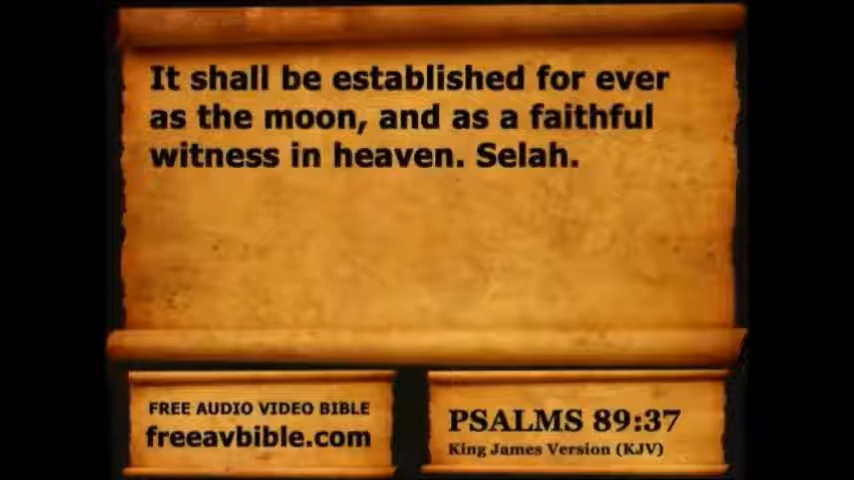 It shall be established for ever
as the moon, and as a faithful
witness in heaven. Selah.
FREE AUDIO VIDEO BIBLE
freeavbible.com
PSALMS 89:37
King James Version (KJV)